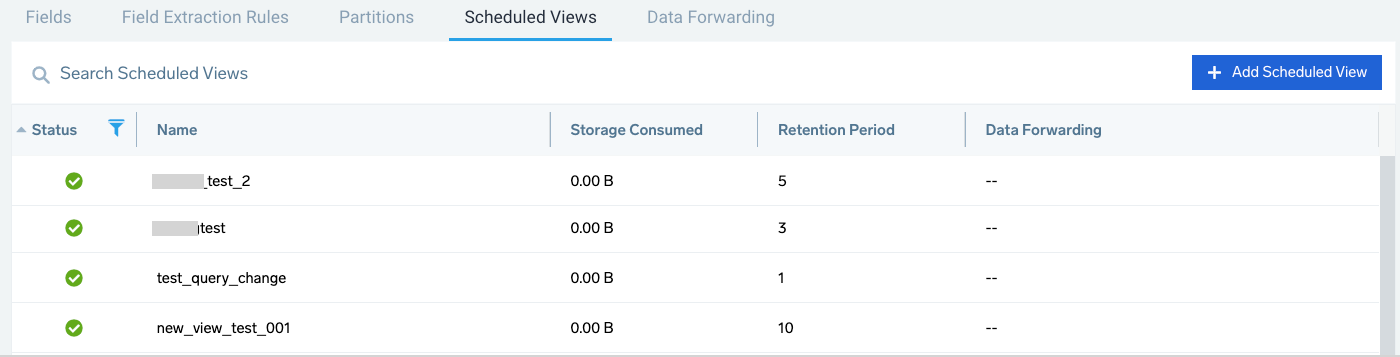 Fields Field Extraction Rules Partitions Scheduled Views Data Forwarding
Search Scheduled Views + Add Scheduled View
Status Name Storage Consumed Retention Period Data Forwarding
_test_2 0.00 B 5 --
test 0.00 B 3 --
test_query_change 0.00 B 1 --
new_view_test_001 0.00 B 10 --